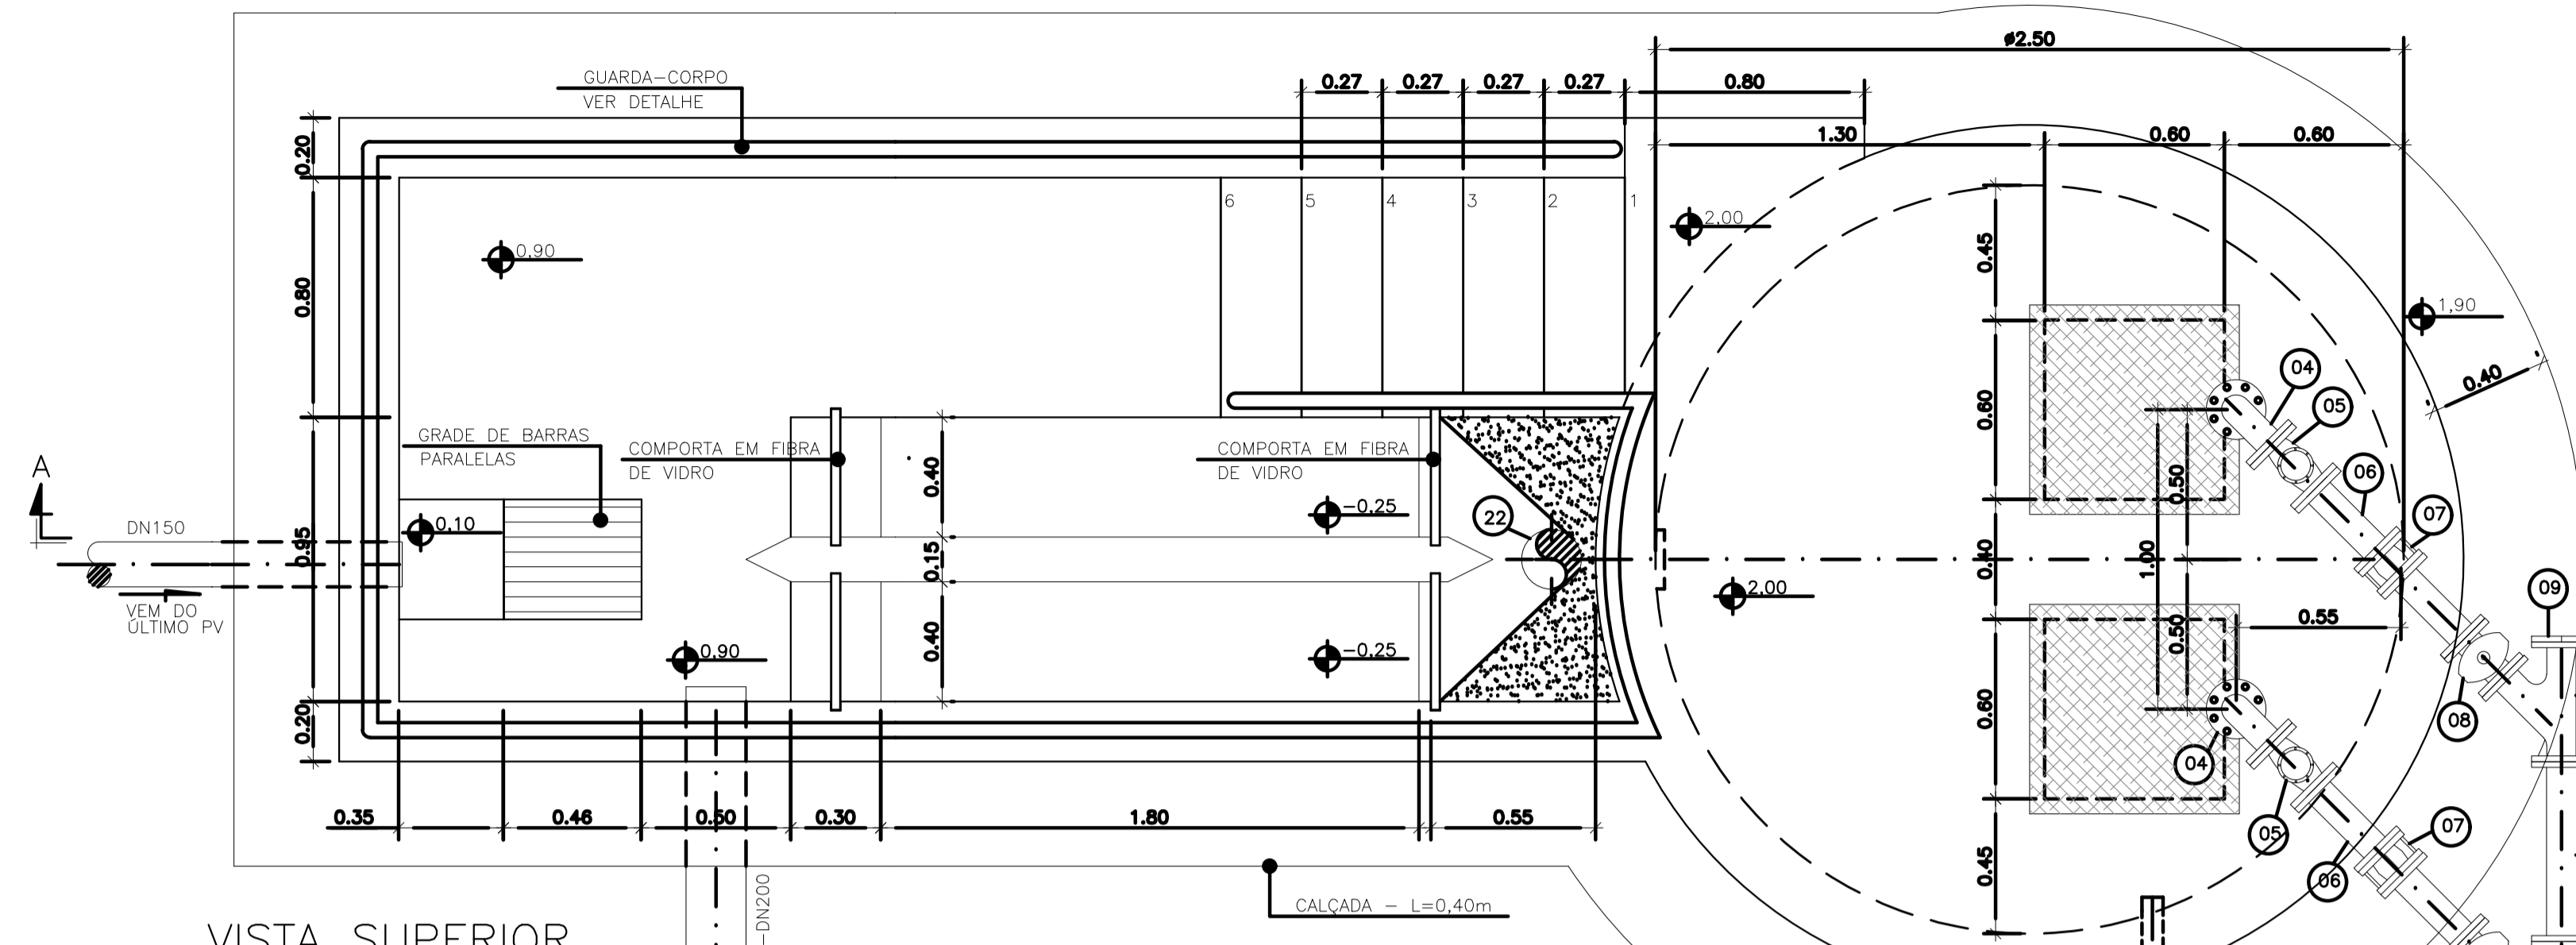 ø2.50
GUARDA-CORPO
VER DETALHE
0.27 0.27 0.27 0.27 0.80
1.30 0.60 0.60
0.20
6 5 4 3 2 1
2,00
0,90
0.45
0.80
1,90
04
0.40
05
0.60
GRADE DE BARRAS
PARALELAS
COMPORTA EM FIBRA
DE VIDRO
COMPORTA EM FIBRA
DE VIDRO
A
0.40
0.50
06
22
07
-0.25
DN150
0,10
0.95
0.15
0.40
1.00
2,00
09
VEM DO
ÚLTIMO PV
0.55
0.40
0.50
0,90
-0.25
0.20
0.60
08
04
0.35 0.46 0.50 0.30 1.80 0.55
05
07
0.45
06
-DN200
CALÇADA - L=0,40m
VISTA SUPERIOR